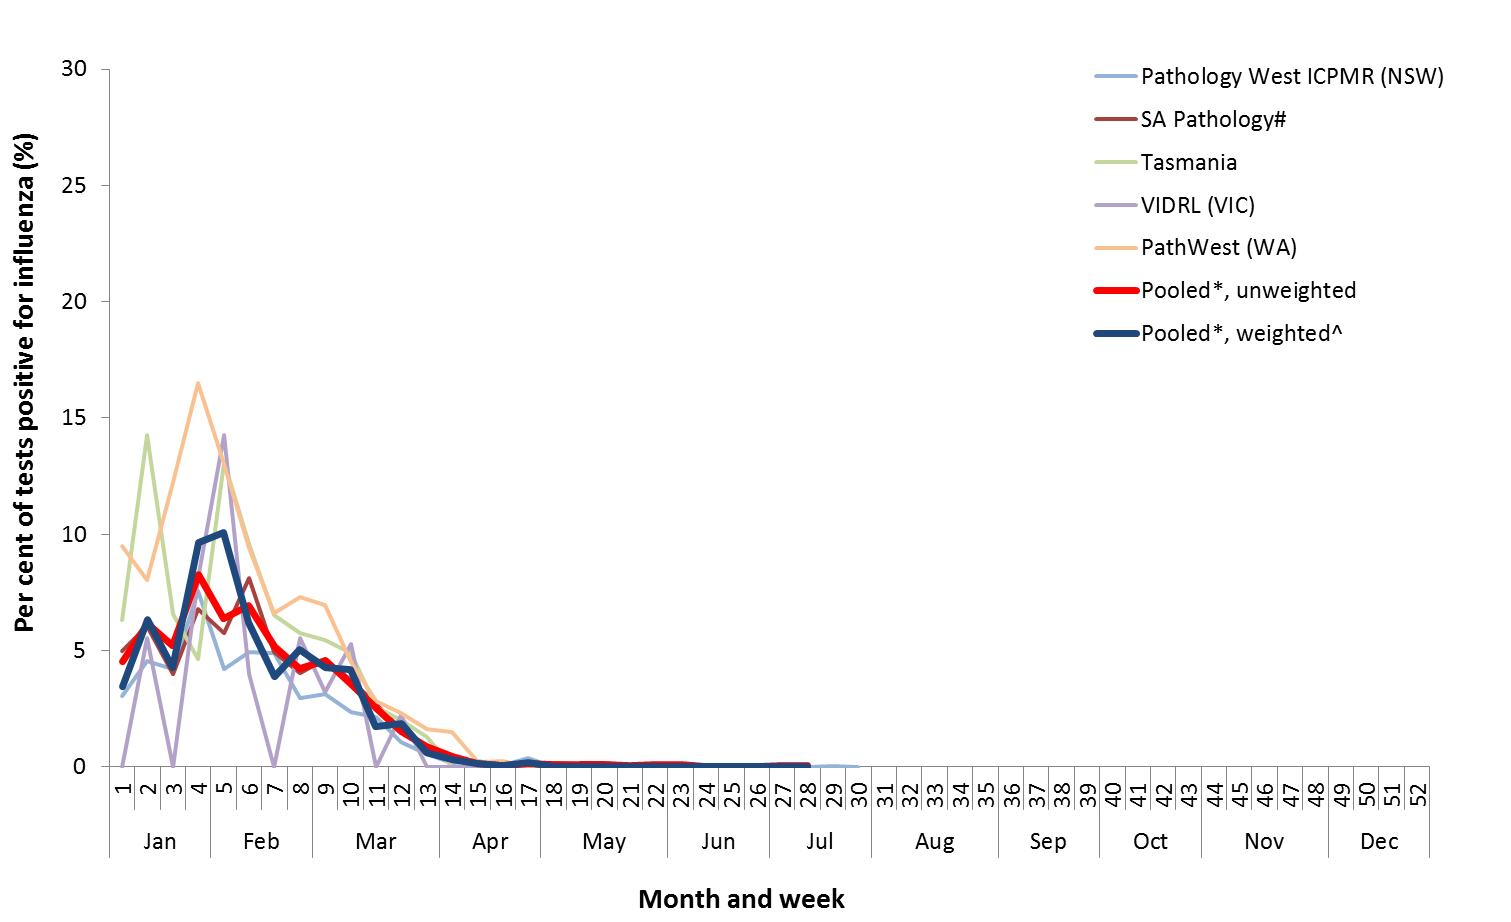 Per cent of tests positive for influenza (%)
30
25
20
15
10
5
0
Pathology West ICPMR (NSW)
SA Pathology#
Tasmania
VIDRL (VIC)
PathWest (WA)
Pooled*, unweighted
Pooled*, weighted^
1 2 3 4 5 6 7 8 9 10 11 12 13 14 15 16 17 18 19 20 21 22 23 24 25 26 27 28 29 30 31 32 33 34 35 36 37 38 39 40 41 42 43 44 45 46 47 48 49 50 51 52
Jan Feb Mar Apr May Jun Jul Aug Sep Oct Nov Dec
Month and week